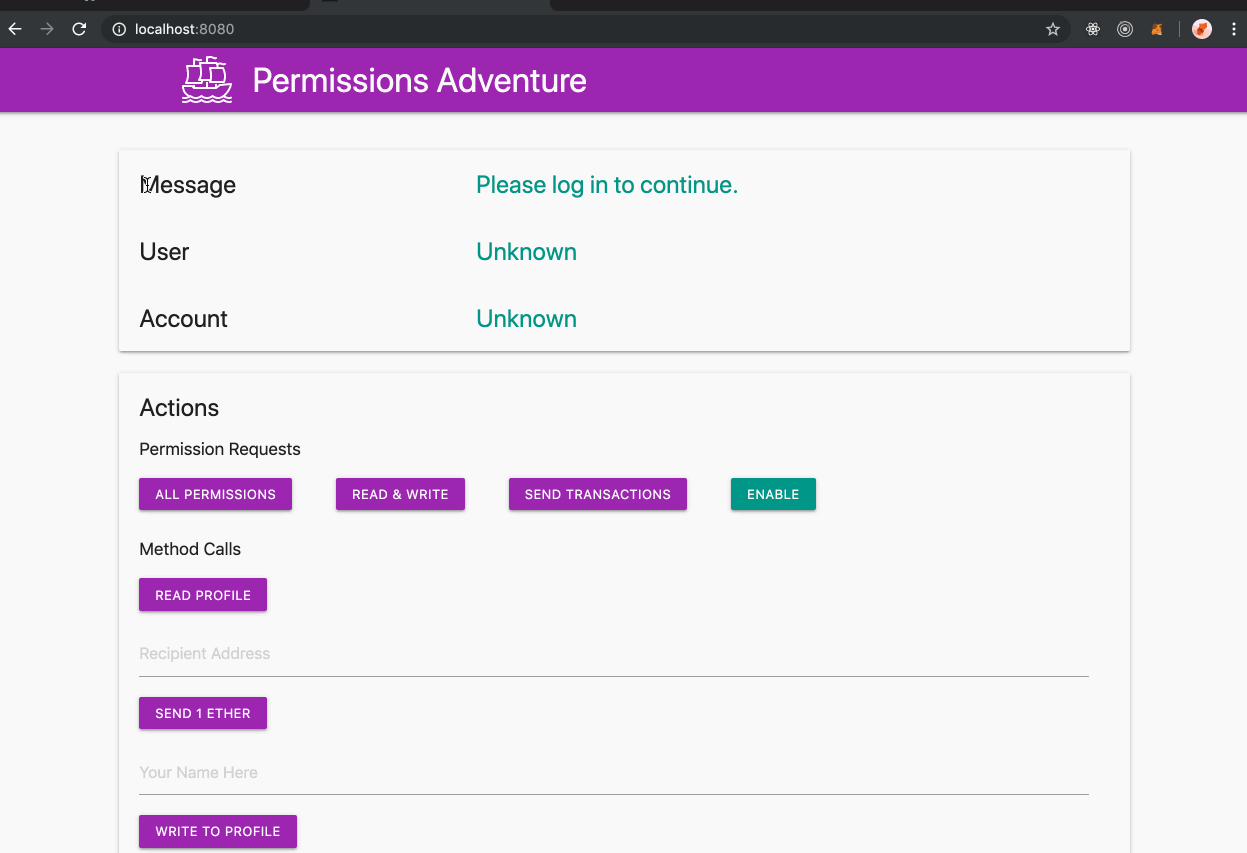 localhost:8080
Permissions Adventure
Message Please log in to continue.
User Unknown
Account Unknown
Actions
Permission Requests
ALL PERMISSIONS READ & WRITE SEND TRANSACTIONS ENABLE
Method Calls
READ PROFILE
Recipient Address
SEND 1 ETHER
Your Name Here
WRITE TO PROFILE